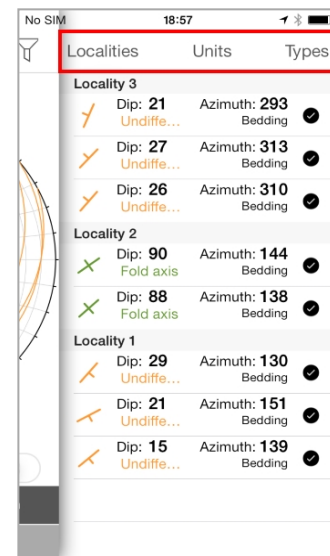 No SIM 18:57
Localities Units Types
Locality 3
Dip: 21 Azimuth: 293
Undiffe... Bedding
Dip: 27 Azimuth: 313
Undiffe... Bedding
Dip: 26 Azimuth: 310
Undiffe... Bedding
Locality 2
Dip: 90 Azimuth: 144
Fold axis Bedding
Dip: 88 Azimuth: 138
Fold axis Bedding
Locality 1
Dip: 29 Azimuth: 130
Undiffe... Bedding
Dip: 21 Azimuth: 151
Undiffe... Bedding
Dip: 15 Azimuth: 139
Undiffe... Bedding